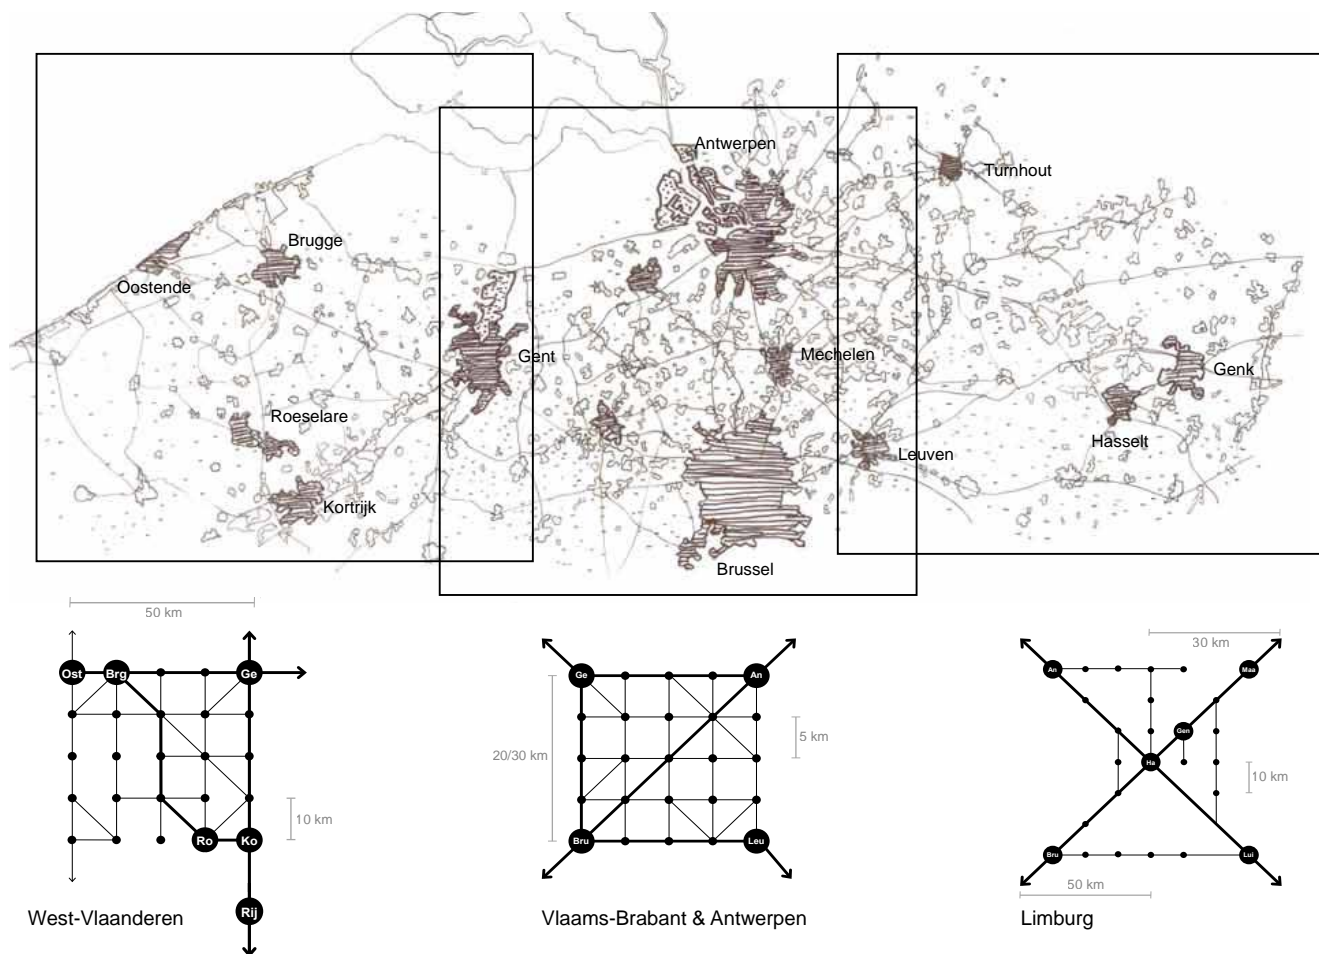 Antwerpen
Turnhout
Brugge
Oostende
Gent
Mechelen
Genk
Roeselare
Hasselt
Leuven
Kortrijk
Brussel
50 km
Ost
Brg
Ge
10 km
Ro
Ko
Rij
West-Vlaanderen
Ge
An
20/30 km
5 km
Bru
Leu
Vlaams-Brabant & Antwerpen
30 km
An
Maa
Gen
Ha
10 km
Bru
Lui
50 km
Limburg